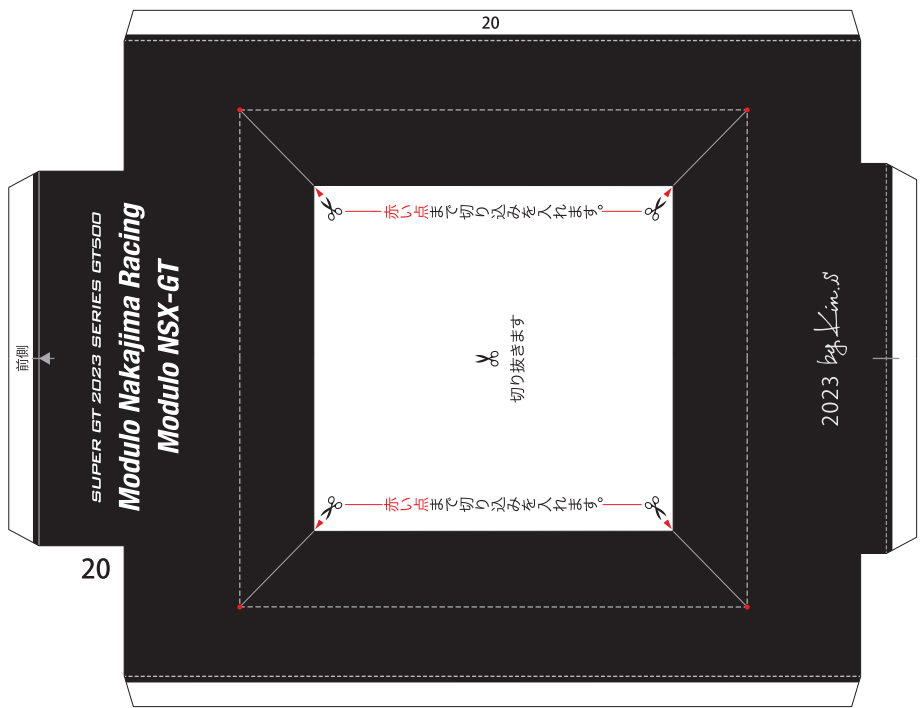 20
赤い点まで切り込みを入れます。
SUPER GT 2023 SERIES GT500
Modulo Nakajima Racing
Modulo NSX-GT
前側
切り抜きます
2023 by Kin.s
赤い点まで切り込みを入れます。
20